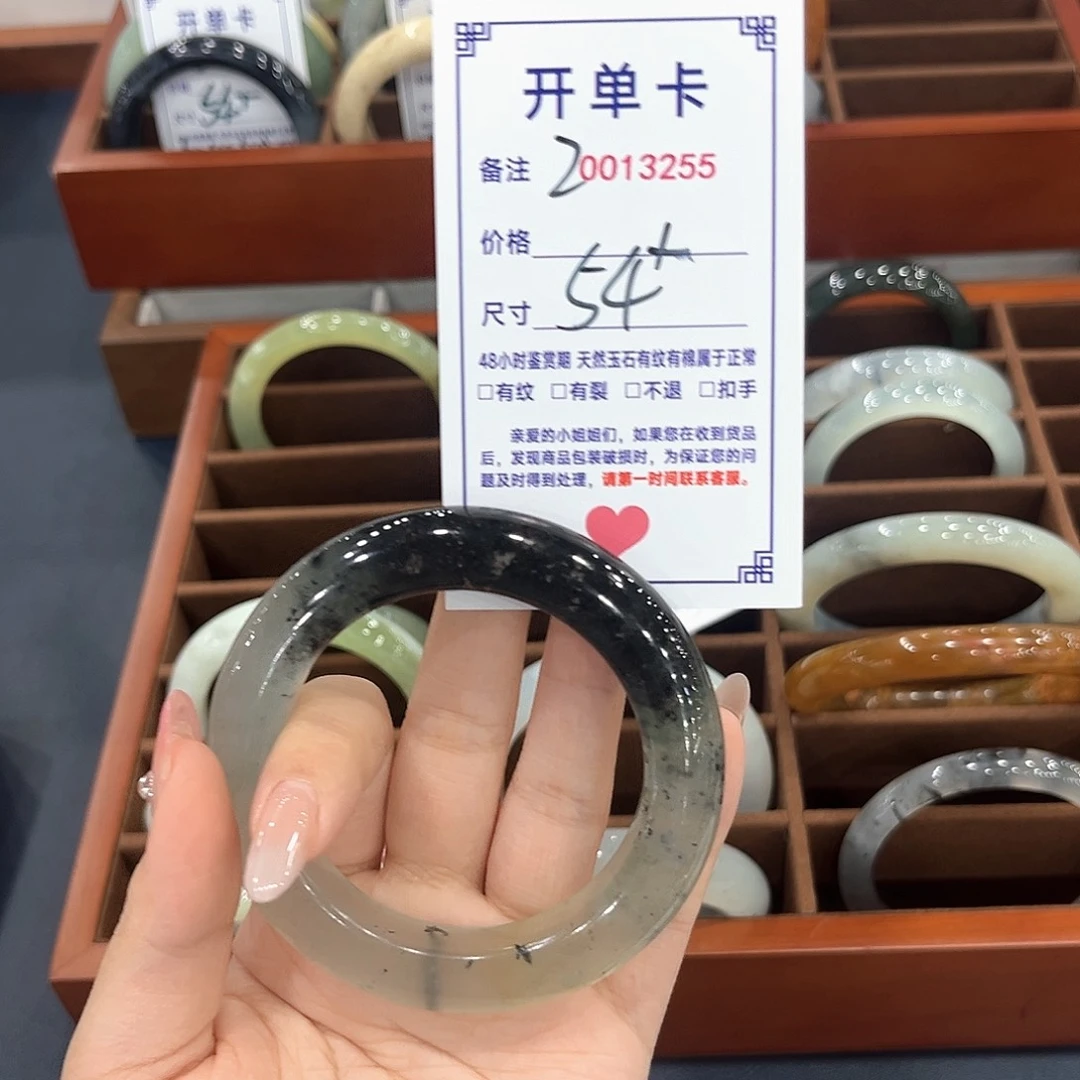 开单卡
54+
开单卡
备注 20013255
价格
54+
尺寸
48小时鉴赏期 天然玉石有纹有棉属于正常
□有纹 □有裂 □不退 □扣手
亲爱的小姐姐们，如果您在收到货品
后，发现商品包装破损时，为保证您的问
题及时得到处理，请第一时间联系客服。